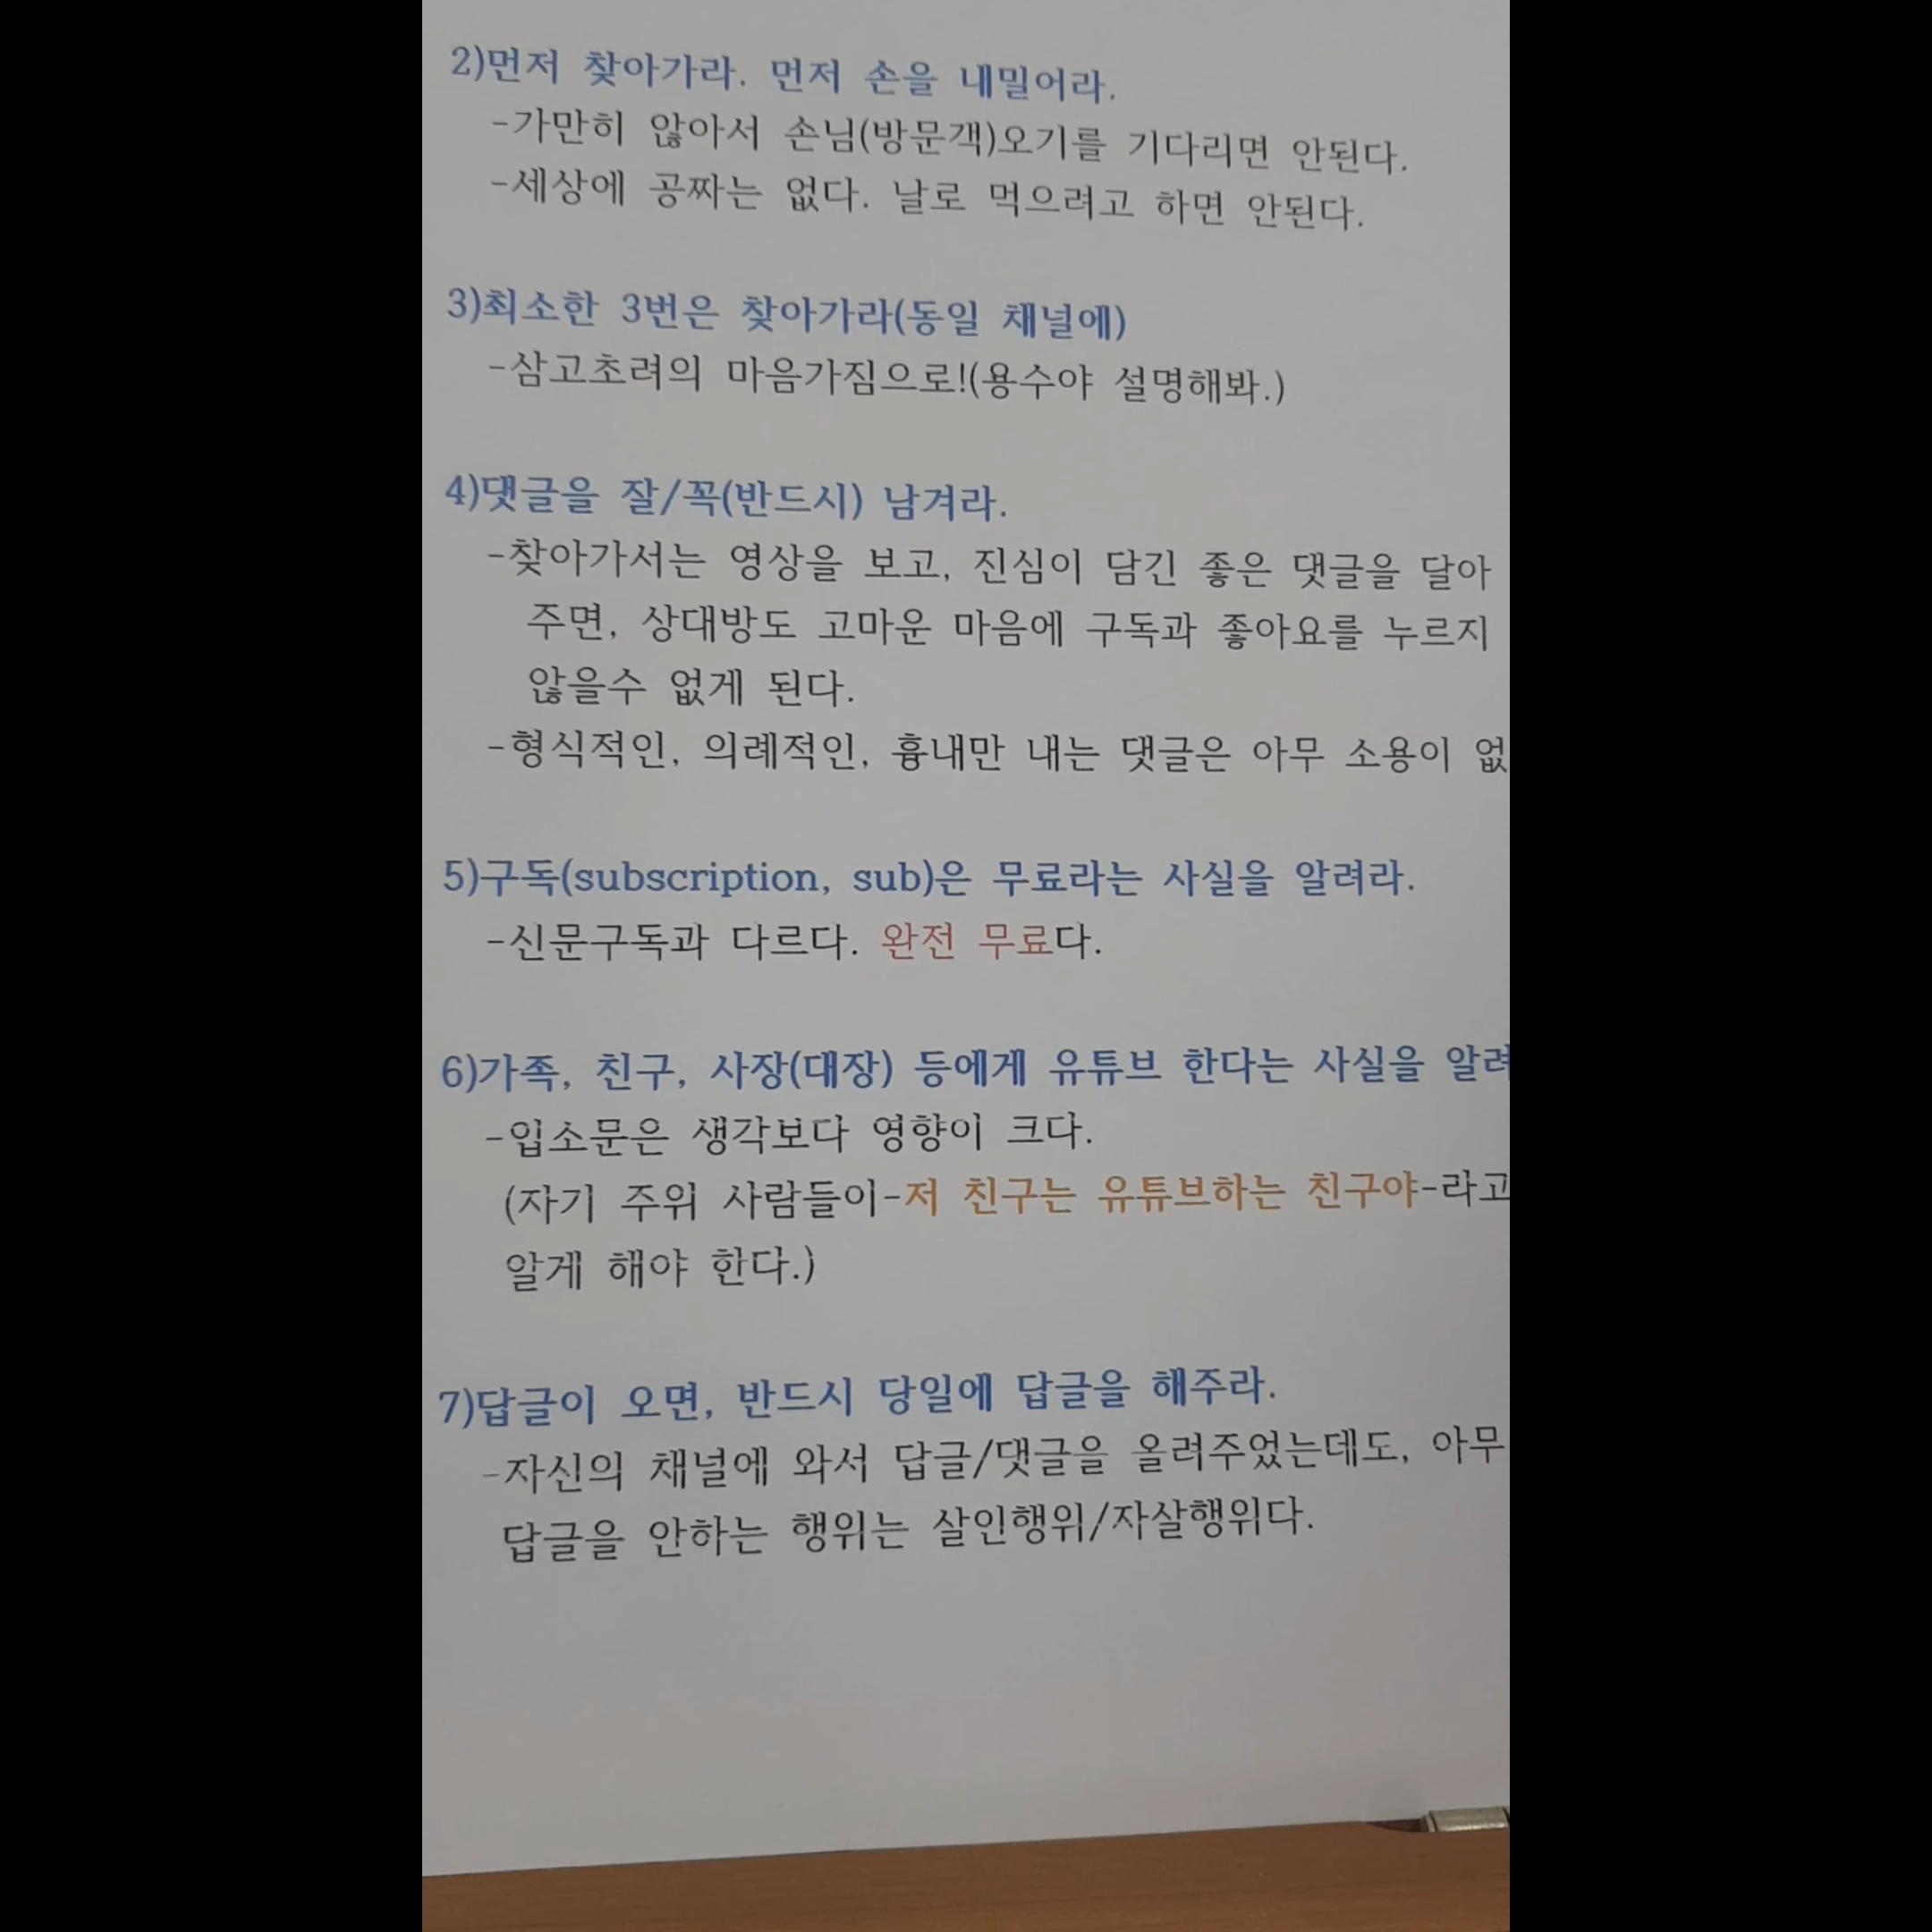 2)먼저 찾아가라. 먼저 손을 내밀어라.
-가만히 않아서 손님(방문객)오기를 기다리면 안된다.
-세상에 공짜는 없다. 날로 먹으려고 하면 안된다.
3)최소한 3번은 찾아가라(동일 채널에)
-삼고초려의 마음가짐으로!(용수야 설명해봐.)
4)댓글을 잘/꼭(반드시) 남겨라.
-찾아가서는 영상을 보고, 진심이 담긴 좋은 댓글을 달아
주면, 상대방도 고마운 마음에 구독과 좋아요를 누르지
않을수 없게 된다.
-형식적인, 의례적인, 흉내만 내는 댓글은 아무 소용이 없
5)구독(subscription, sub)은 무료라는 사실을 알려라.
-신문구독과 다르다. 완전 무료다.
6)가족, 친구, 사장(대장) 등에게 유튜브 한다는 사실을 알려
-입소문은 생각보다 영향이 크다.
(자기 주위 사람들이-저 친구는 유튜브하는 친구야-라고
알게 해야 한다.)
7)답글이 오면, 반드시 당일에 답글을 해주라.
-자신의 채널에 와서 답글/댓글을 올려주었는데도, 아무
답글을 안하는 행위는 살인행위/자살행위다.